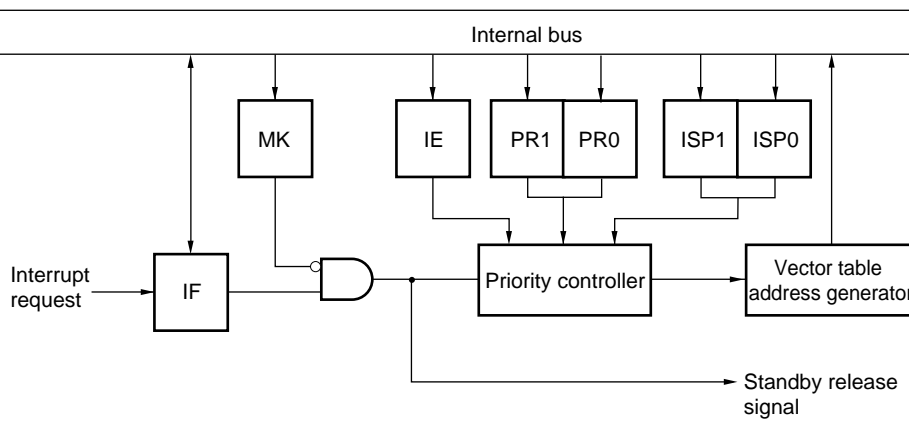 Internal bus
MK
IE
PR1
PR0
ISP1
ISP0
Interrupt
request
IF
Priority controller
Vector table
address generator
Standby release
signal